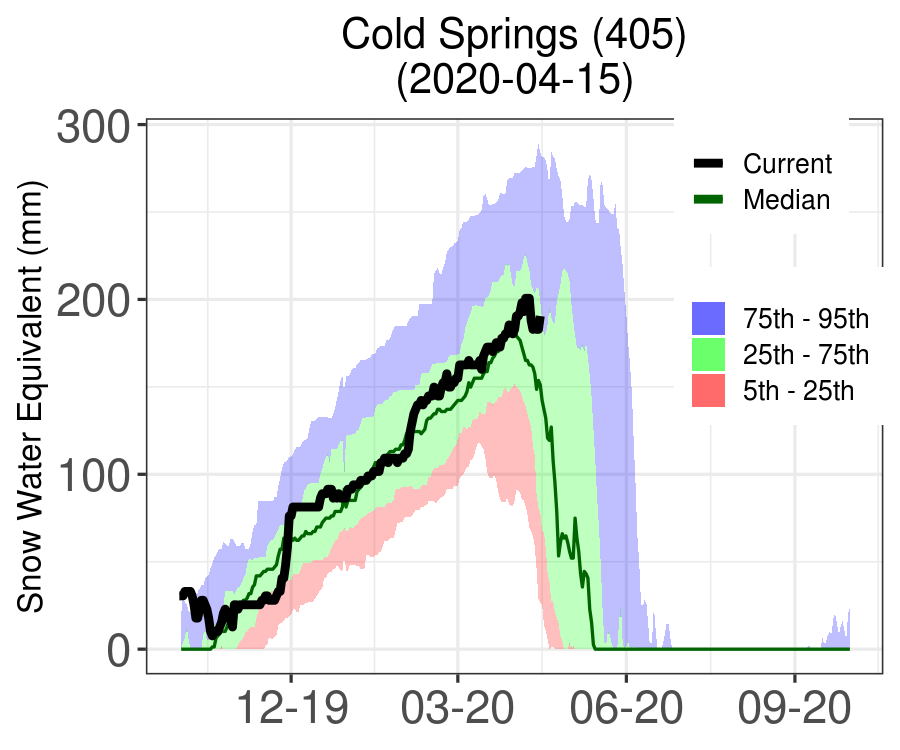 Cold Springs (405)
(2020-04-15)
Snow Water Equivalent (mm)
300
200
100
0
12-19
03-20
06-20
09-20
Current
Median
75th - 95th
25th - 75th
5th - 25th